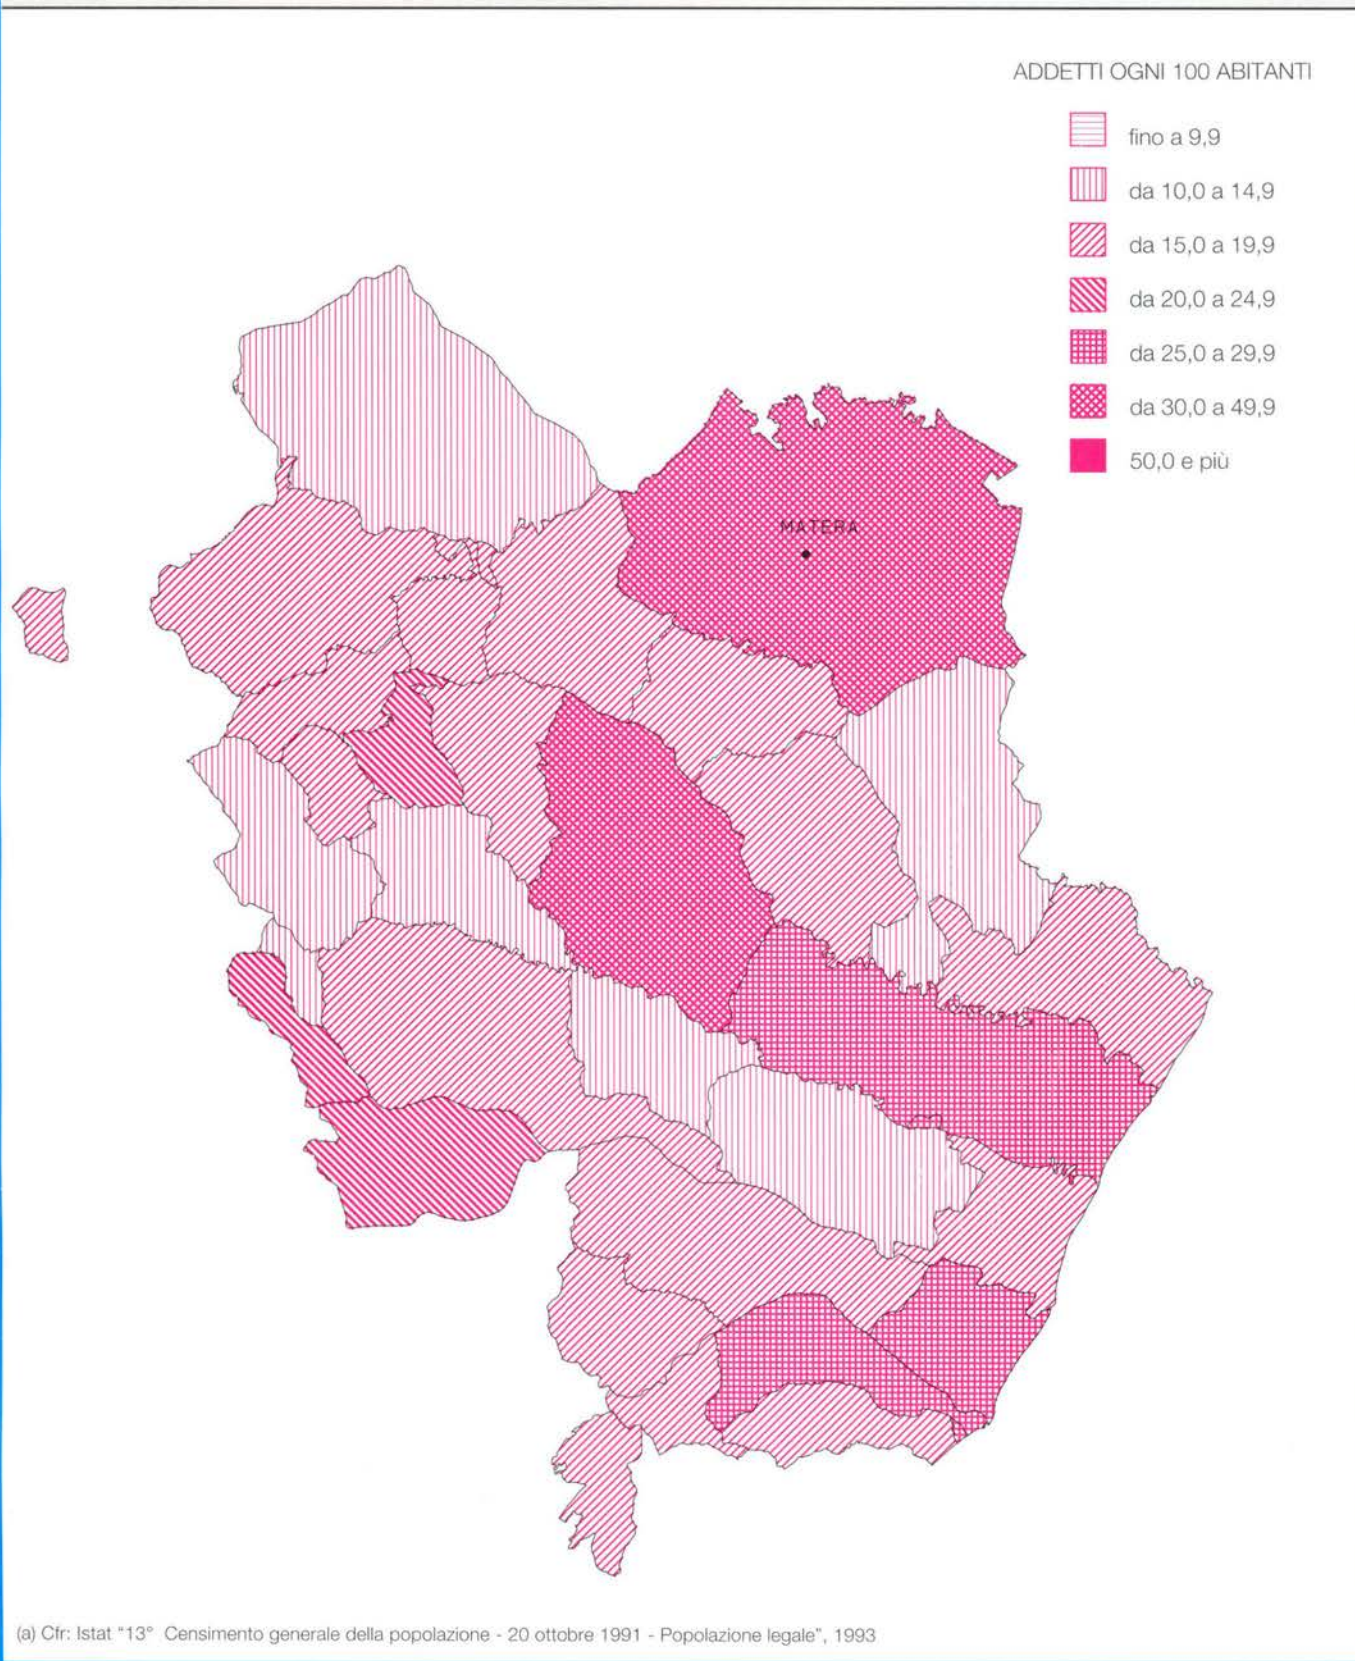 ADDETTI OGNI 100 ABITANTI
fino a 9,9
da 10,0 a 14,9
da 15,0 a 19,9
da 20,0 a 24,9
da 25,0 a 29,9
da 30,0 a 49,9
50,0 e più
MATERA
(a) Cfr: Istat "13° Censimento generale della popolazione - 20 ottobre 1991 - Popolazione legale", 1993